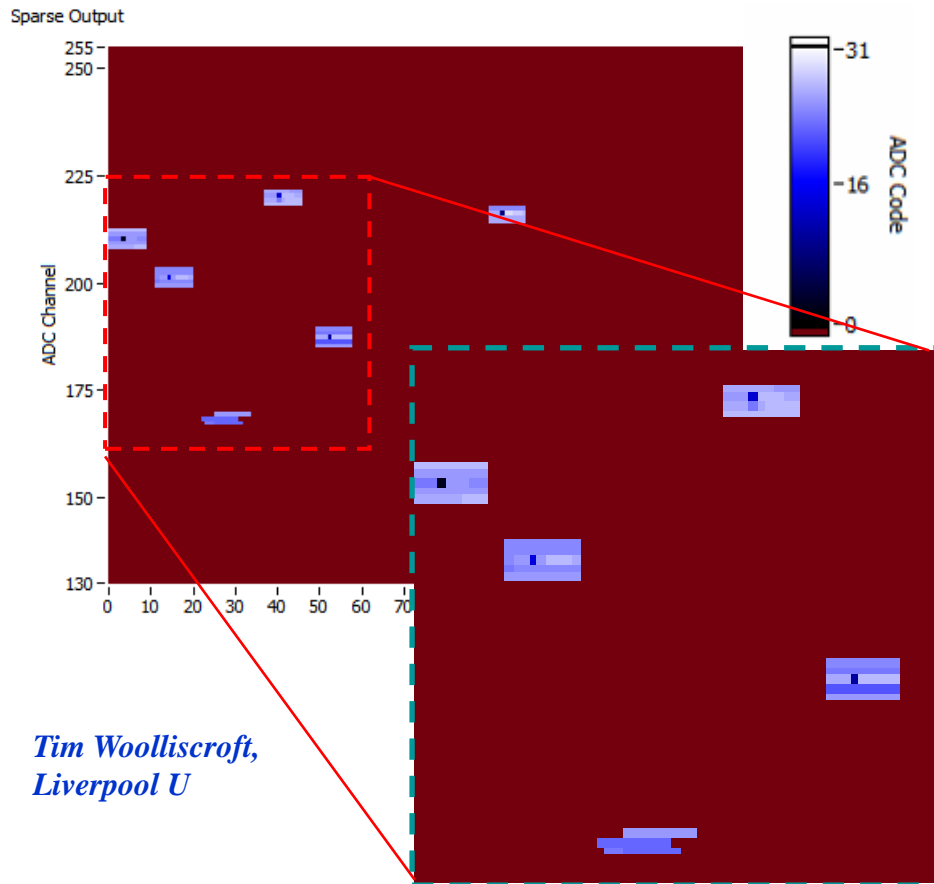 Sparse Output
255
250
225
200
175
150
130
ADC Channel
0 10 20 30 40 50 60 70
31
16
0
ADC Code
Tim Woolliscroft,
Liverpool U